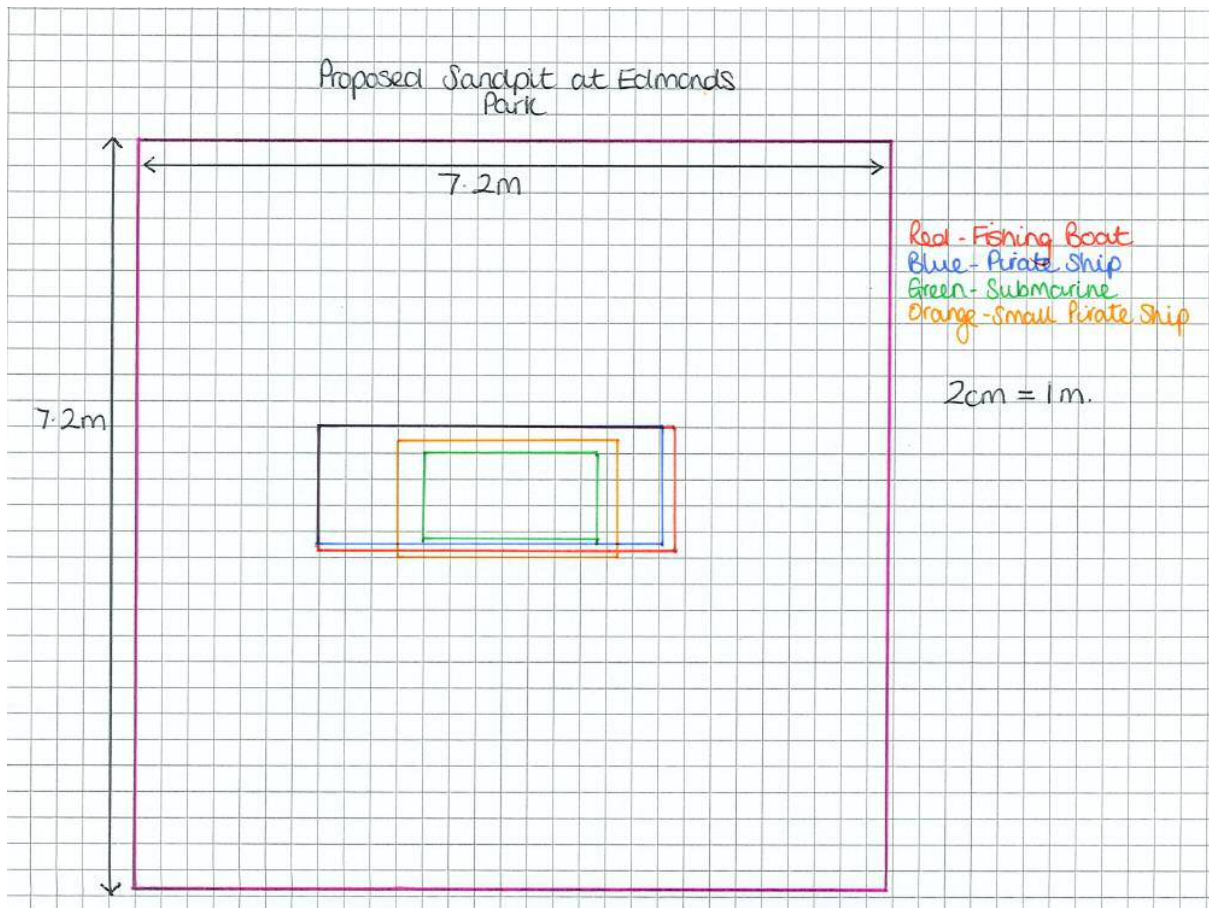 Proposed Sandpit at Edmonds
Park
7.2m
Red - Fishing Boat
Blue - Pirate Ship
Green - Submarine
Orange - Small Pirate Ship
2cm = 1m.
7.2m